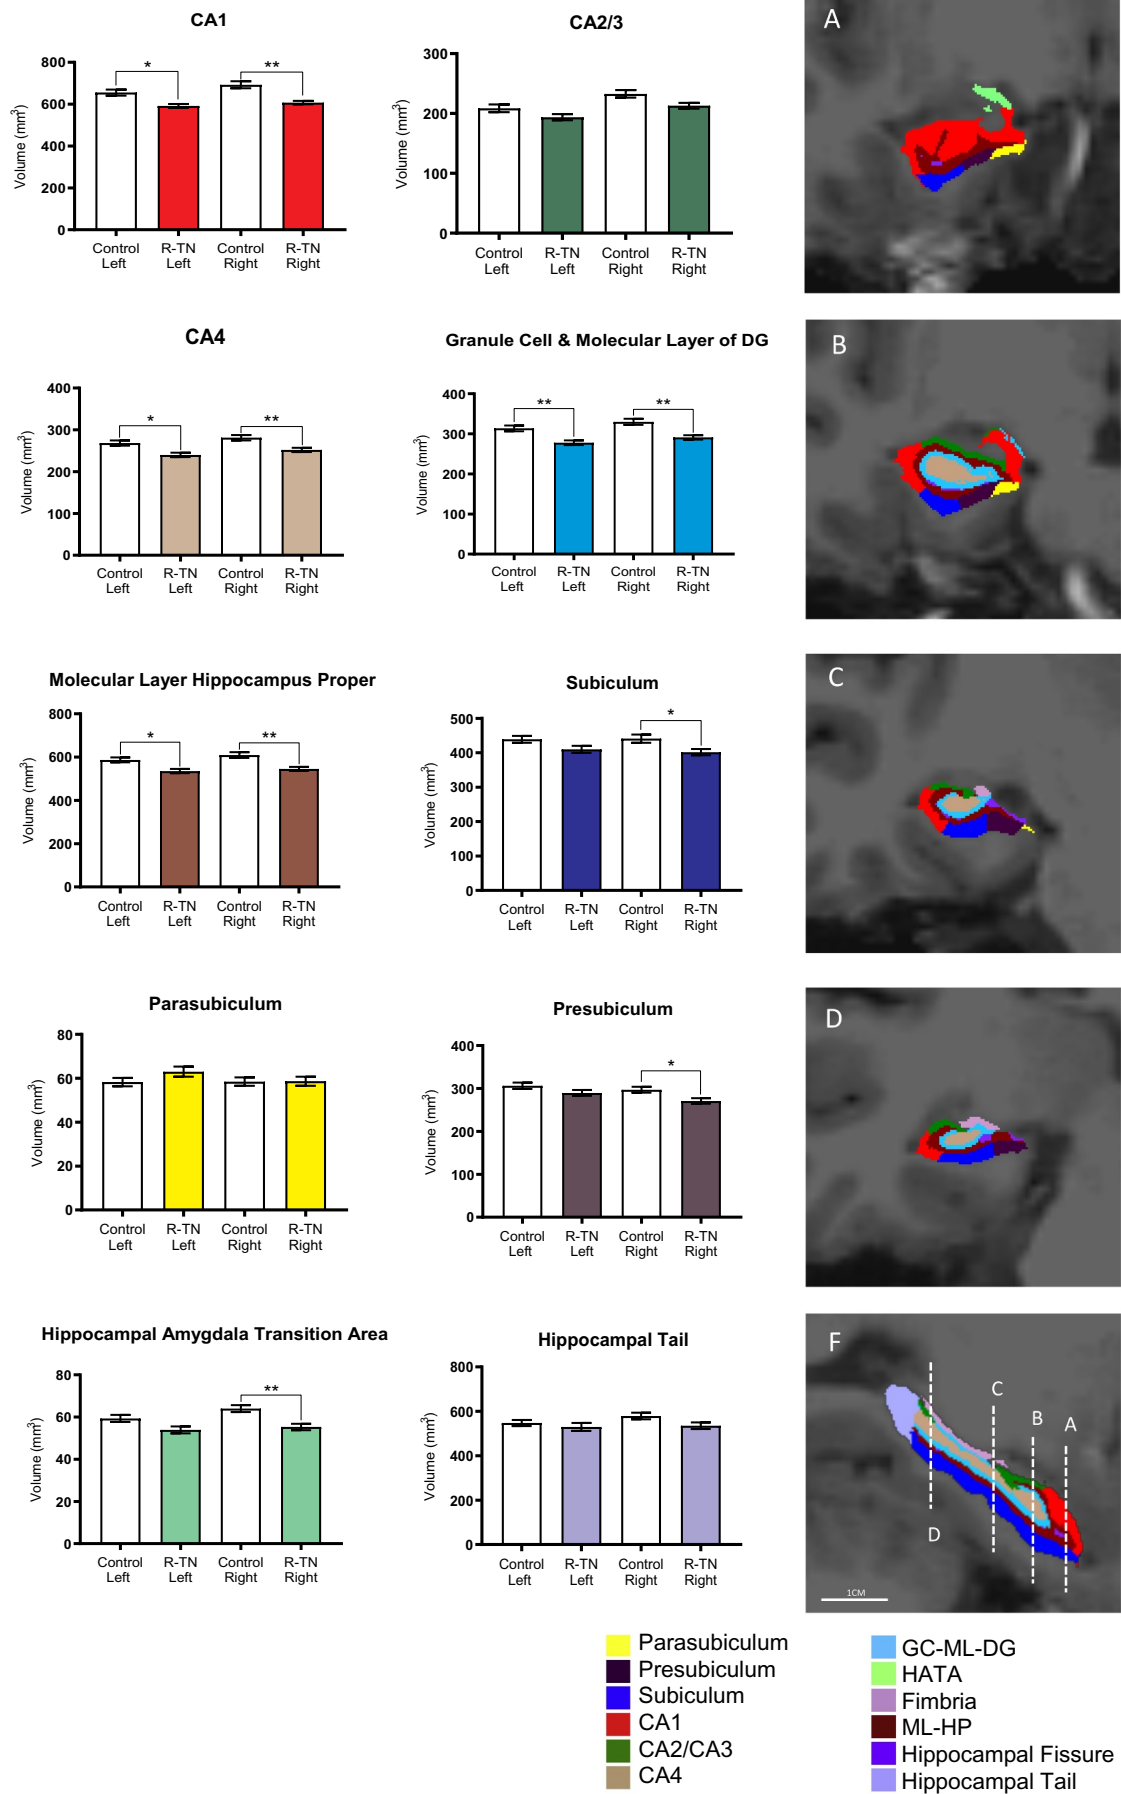 CA1
Volume (mm³)
800
600
400
200
0
*
**
Control Left
R-TN Left
Control Right
R-TN Right
CA2/3
Volume (mm³)
300
200
100
0
Control Left
R-TN Left
Control Right
R-TN Right
A
CA4
Volume (mm³)
400
300
200
100
0
*
**
Control Left
R-TN Left
Control Right
R-TN Right
Granule Cell & Molecular Layer of DG
Volume (mm³)
400
300
200
100
0
**
**
Control Left
R-TN Left
Control Right
R-TN Right
B
Molecular Layer Hippocampus Proper
Volume (mm³)
800
600
400
200
0
*
**
Control Left
R-TN Left
Control Right
R-TN Right
Subiculum
Volume (mm³)
500
400
300
200
100
0
*
Control Left
R-TN Left
Control Right
R-TN Right
C
Parasubiculum
Volume (mm³)
80
60
40
20
0
Control Left
R-TN Left
Control Right
R-TN Right
Presubiculum
Volume (mm³)
400
300
200
100
0
*
Control Left
R-TN Left
Control Right
R-TN Right
D
Hippocampal Amygdala Transition Area
Volume (mm³)
80
60
40
20
0
**
Control Left
R-TN Left
Control Right
R-TN Right
Hippocampal Tail
Volume (mm³)
800
600
400
200
0
Control Left
R-TN Left
Control Right
R-TN Right
F
C
B
A
D
1CM
Parasubiculum
Presubiculum
Subiculum
CA1
CA2/CA3
CA4
GC-ML-DG
HATA
Fimbria
ML-HP
Hippocampal Fissure
Hippocampal Tail